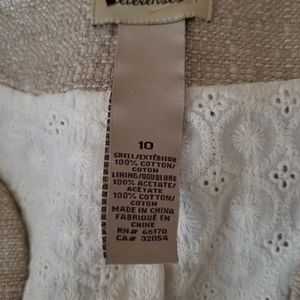 References
10
SHELL/EXTÉRIEUR
100% COTTON/
COTON
LINING/DOUBLURE
100% ACETATE/
ACÉTATE
100% COTTON/
COTON
MADE IN CHINA
FABRIQUÉ EN
CHINE
RN# 66170
CA# 32054